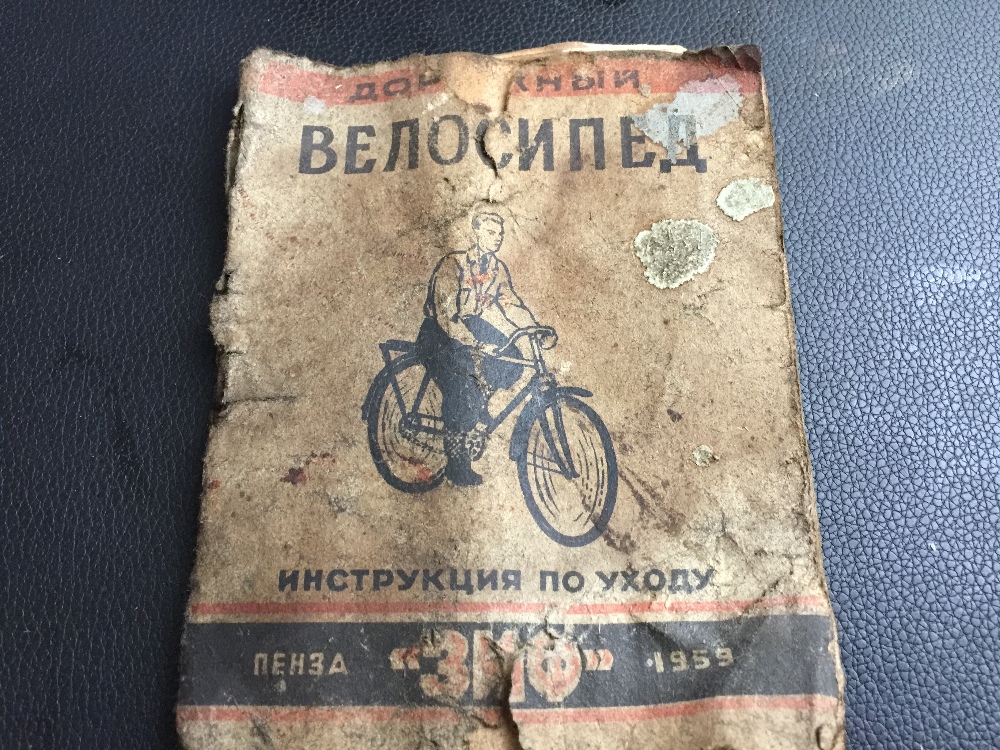 ВЕЛОСИПЕД
ИНСТРУКЦИЯ ПО УХОДУ
ПЕНЗА «ЗИФ» 1959